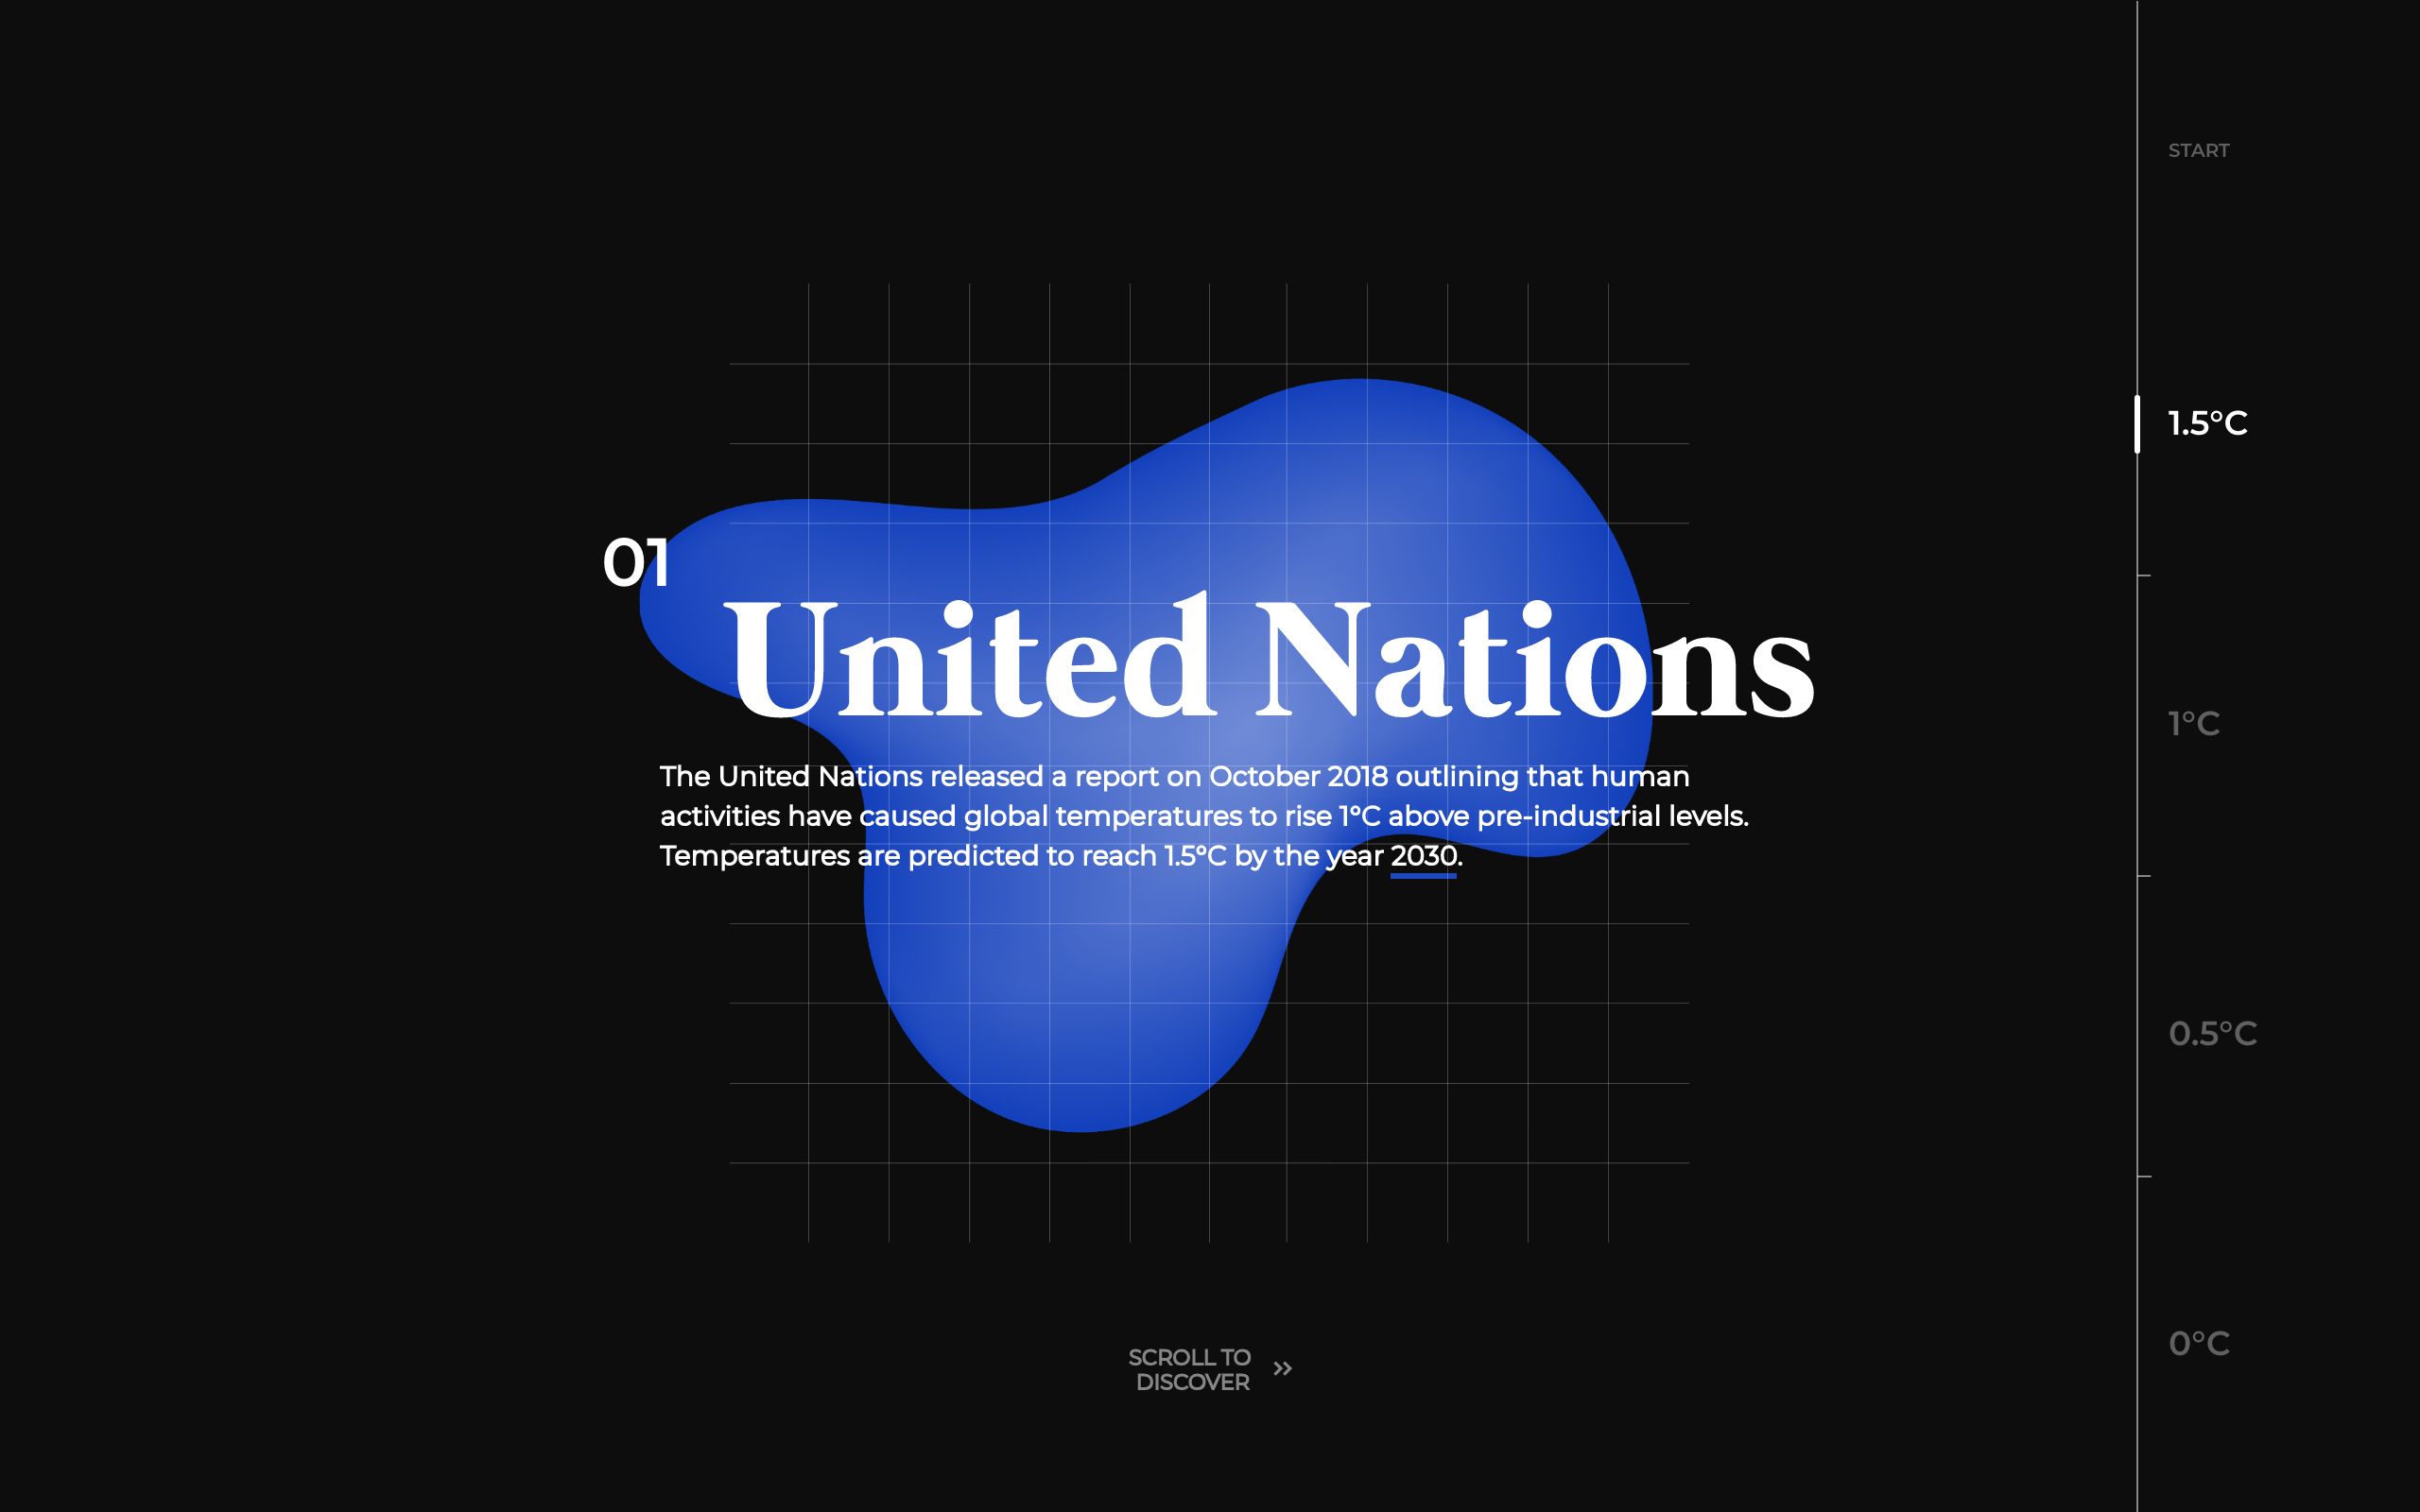 START
1.5°C
01
United Nations
1°C
The United Nations released a report on October 2018 outlining that human
activities have caused global temperatures to rise 1°C above pre-industrial levels.
Temperatures are predicted to reach 1.5°C by the year 2030.
0.5°C
0°C
SCROLL TO
DISCOVER »